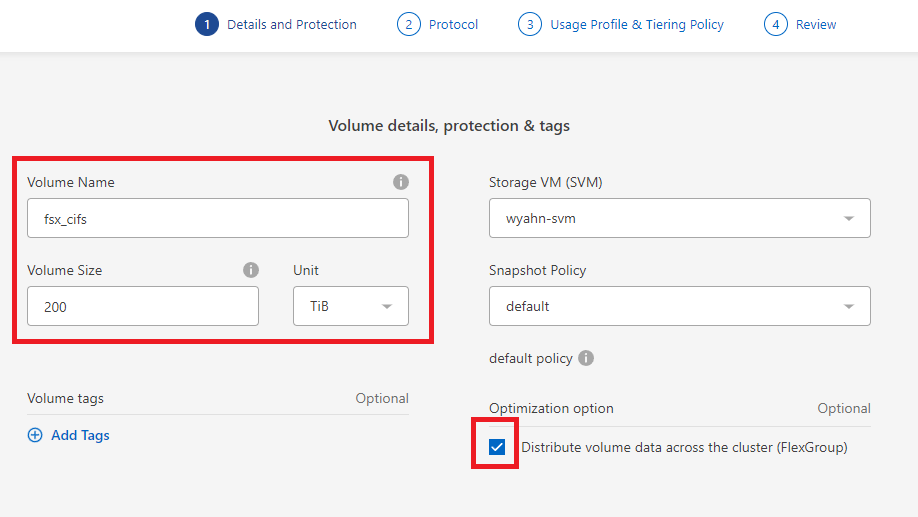 1 Details and Protection 2 Protocol 3 Usage Profile & Tiering Policy 4 Review
Volume details, protection & tags
Volume Name
fsx_cifs
Volume Size Unit
200 TiB
Volume tags Optional
Add Tags
Storage VM (SVM)
wyahn-svm
Snapshot Policy
default
default policy
Optimization option Optional
Distribute volume data across the cluster (FlexGroup)